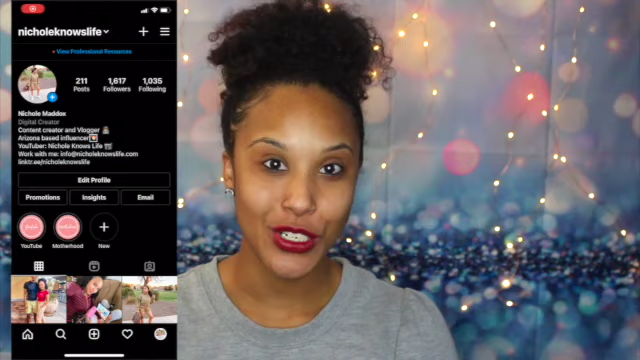 nicholeknowslife
View Professional Resources
211 1,617 1,035
Posts Followers Following
Nichole Maddox
Digital Creator
Content creator and Vlogger
Arizona based influencer
YouTuber: Nichole Knows Life
Work with me: info@nicholeknowslife.com
linktr.ee/nicholeknowslife
Edit Profile
Promotions Insights Email
YouTube Motherhood New